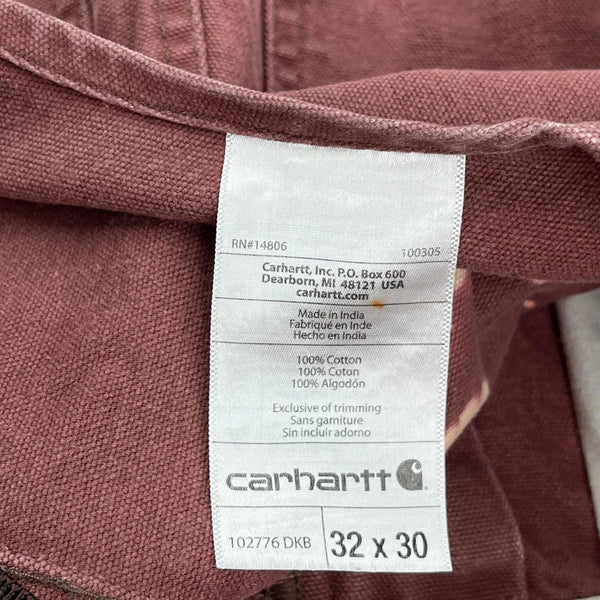 RN#14806 100305
Carhartt, Inc. P.O. Box 600
Dearborn, MI 48121 USA
carhartt.com
Made in India
Fabriqué en Inde
Hecho en India
100% Cotton
100% Coton
100% Algodón
Exclusive of trimming
Sans garniture
Sin incluir adorno
carhartt
102776 DKB 32 x 30